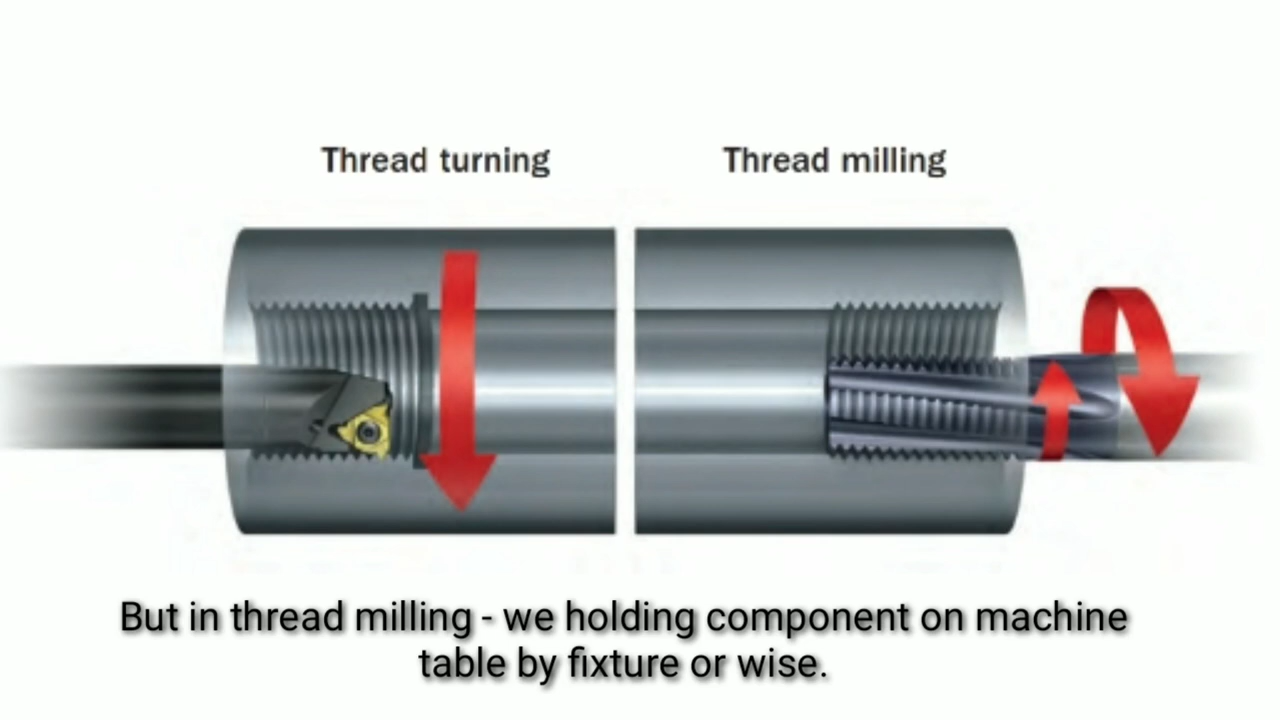 Thread turning
Thread milling
But in thread milling - we holding component on machine
table by fixture or wise.